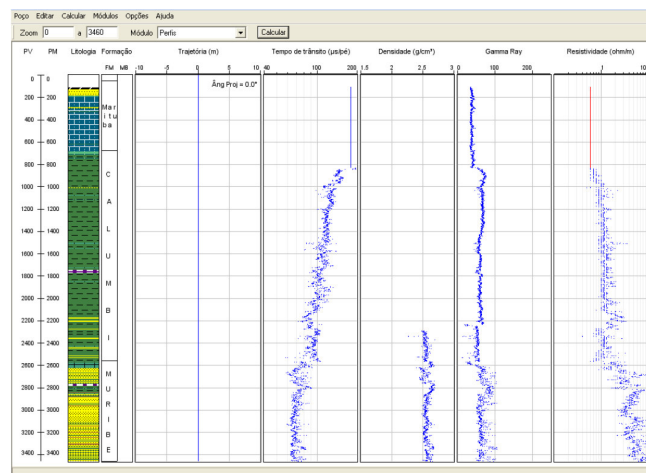 Poço Editar Calcular Módulos Opções Ajuda
Zoom 0 a 3460 Módulo Perfis Calcular
PV PM Litologia Formação Trajetória (m) Tempo de trânsito (µs/pé) Densidade (g/cm³) Gamma Ray Resistividade (ohm/m)
FM MB -10 0 10 40 100 200 1.5 2 2.5 3 0 100 200 1 10
Âng Proj = 0.0°
0 0
200 200
400 400
600 600
800 800
1000 1000
1200 1200
1400 1400
1600 1600
1800 1800
2000 2000
2200 2200
2400 2400
2600 2600
2800 2800
3000 3000
3200 3200
3400 3400
Mar
i t u
b a
C
A
L
U
M
B
I
M
U
R
I
B
E